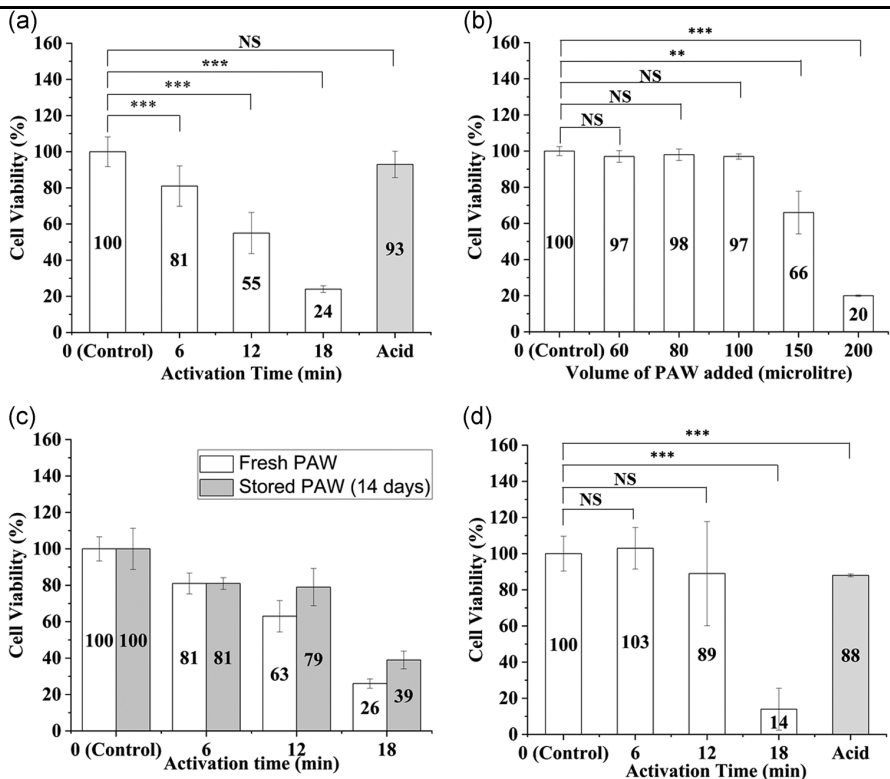 (a)
NS
***
***
***
160
140
120
100
80
60
40
20
0
Cell Viability (%)
100
81
55
24
93
0 (Control) 6 12 18 Acid
Activation Time (min)
(b)
***
**
NS
NS
NS
160
140
120
100
80
60
40
20
0
Cell Viability (%)
100
97
98
97
66
20
0 (Control) 60 80 100 150 200
Volume of PAW added (microlitre)
(c)
Fresh PAW
Stored PAW (14 days)
160
140
120
100
80
60
40
20
0
Cell Viability (%)
100
100
81
81
63
79
26
39
0 (Control) 6 12 18
Activation time (min)
(d)
***
***
NS
NS
160
140
120
100
80
60
40
20
0
Cell Viability (%)
100
103
89
14
88
0 (Control) 6 12 18 Acid
Activation Time (min)